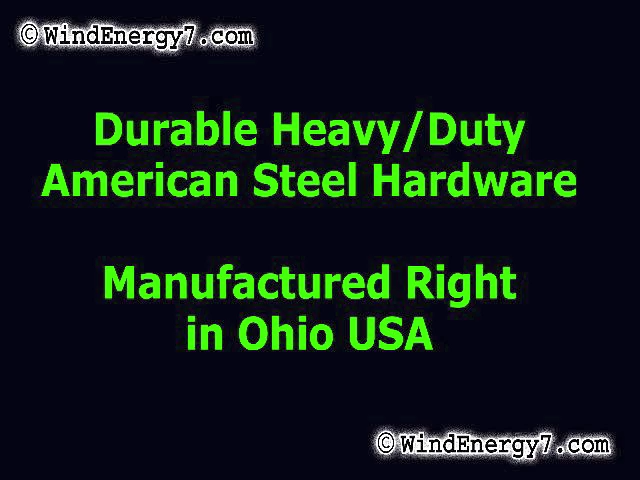 © WindEnergy7.com
Durable Heavy/Duty
American Steel Hardware
Manufactured Right
in Ohio USA
© WindEnergy7.com